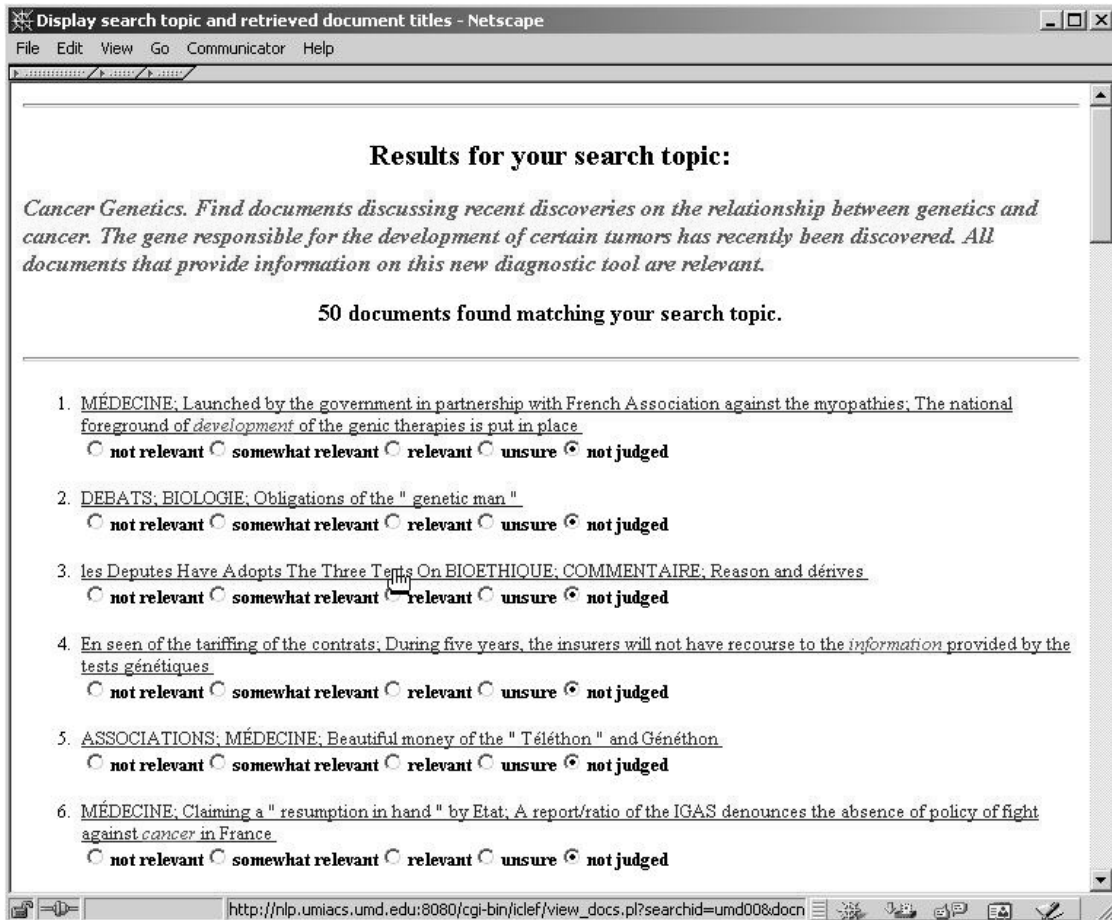 Display search topic and retrieved document titles - Netscape
File Edit View Go Communicator Help
Results for your search topic:
Cancer Genetics. Find documents discussing recent discoveries on the relationship between genetics and
cancer. The gene responsible for the development of certain tumors has recently been discovered. All
documents that provide information on this new diagnostic tool are relevant.
50 documents found matching your search topic.
1. MÉDECINE; Launched by the government in partnership with French Association against the myopathies; The national
foreground of development of the genic therapies is put in place
not relevant somewhat relevant relevant unsure not judged
2. DEBATS; BIOLOGIE; Obligations of the " genetic man "
not relevant somewhat relevant relevant unsure not judged
3. les Deputes Have Adopts The Three Texts On BIOETHIQUE; COMMENTAIRE; Reason and dérives
not relevant somewhat relevant relevant unsure not judged
4. En seen of the tariffing of the contrats; During five years, the insurers will not have recourse to the information provided by the
tests génétiques
not relevant somewhat relevant relevant unsure not judged
5. ASSOCIATIONS; MÉDECINE; Beautiful money of the " Téléthon " and Généthon
not relevant somewhat relevant relevant unsure not judged
6. MÉDECINE; Claiming a " resumption in hand " by Etat; A report/ratio of the IGAS denounces the absence of policy of fight
against cancer in France
not relevant somewhat relevant relevant unsure not judged
http://nlp.umiacs.umd.edu:8080/cgi-bin/iclef/view_docs.pl?searchid=umd00&docn